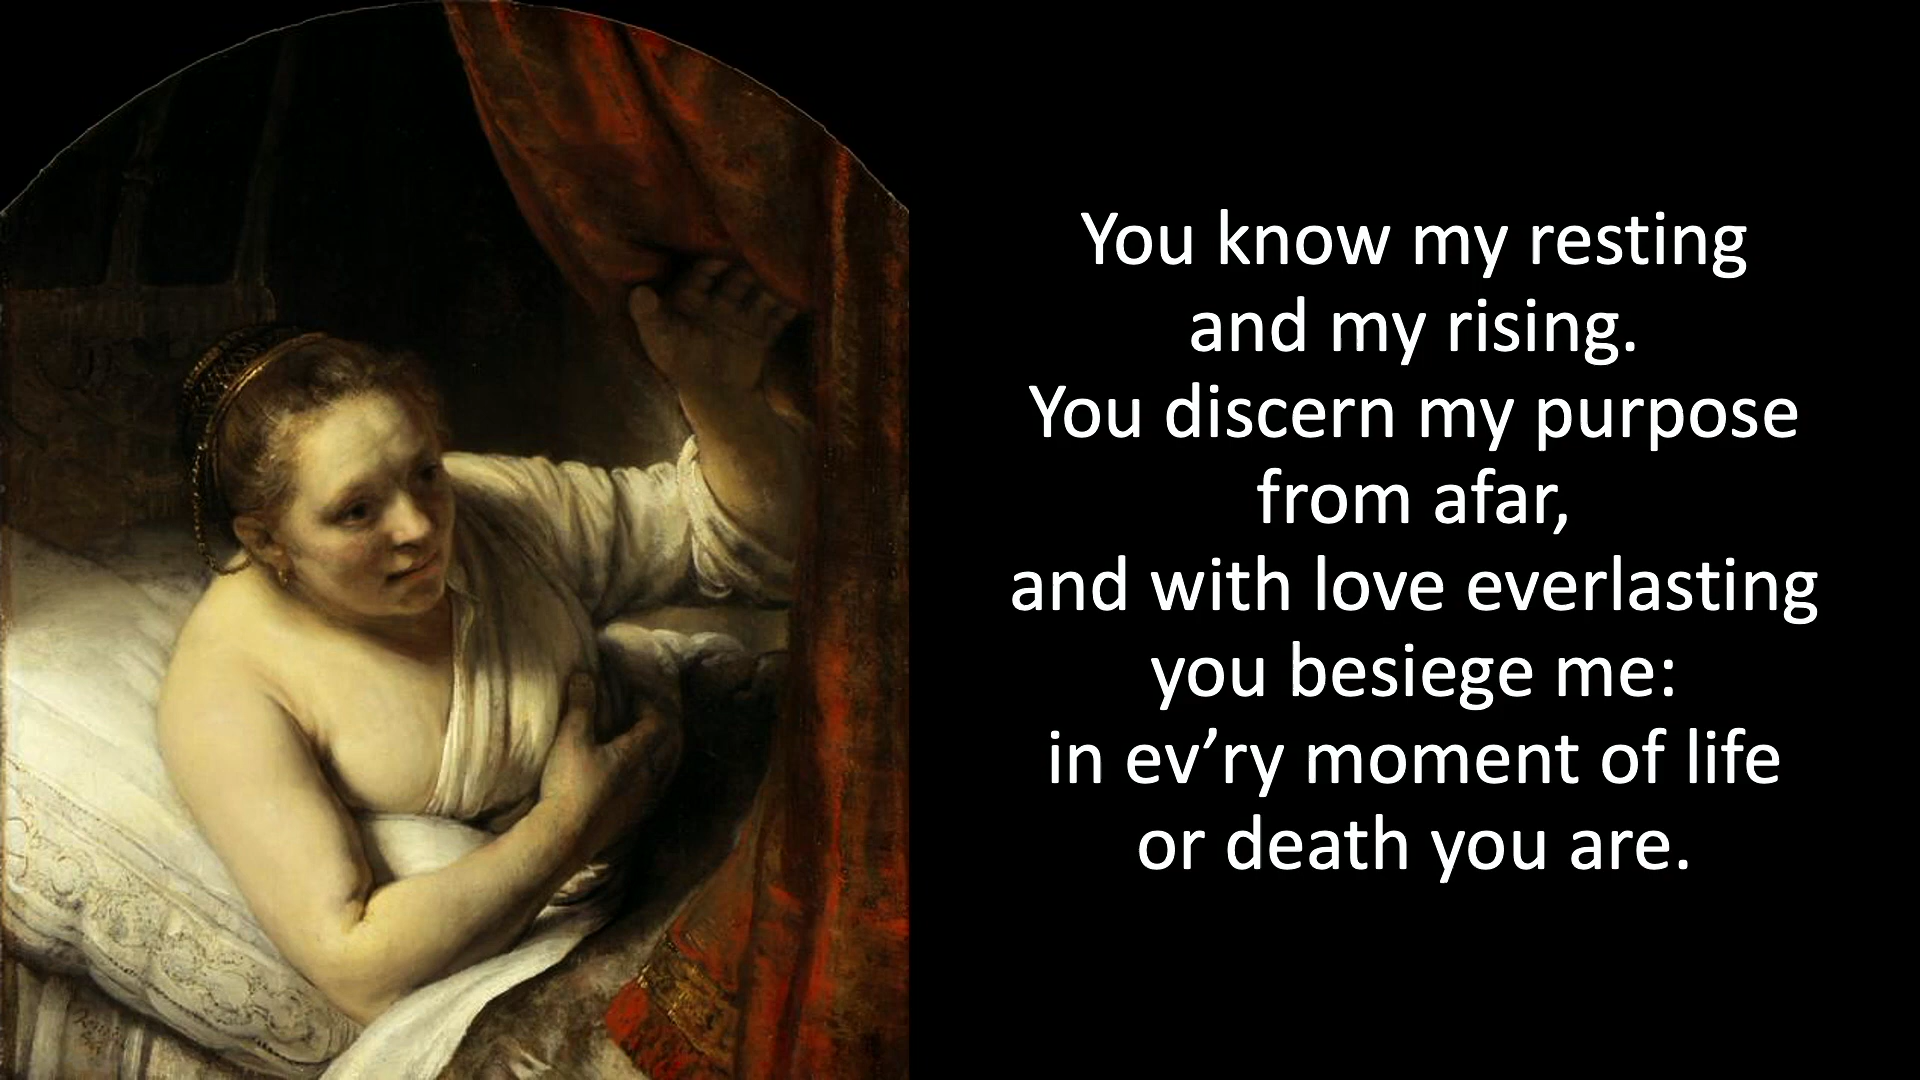 You know my resting
and my rising.
You discern my purpose
from afar,
and with love everlasting
you besiege me:
in ev’ry moment of life
or death you are.